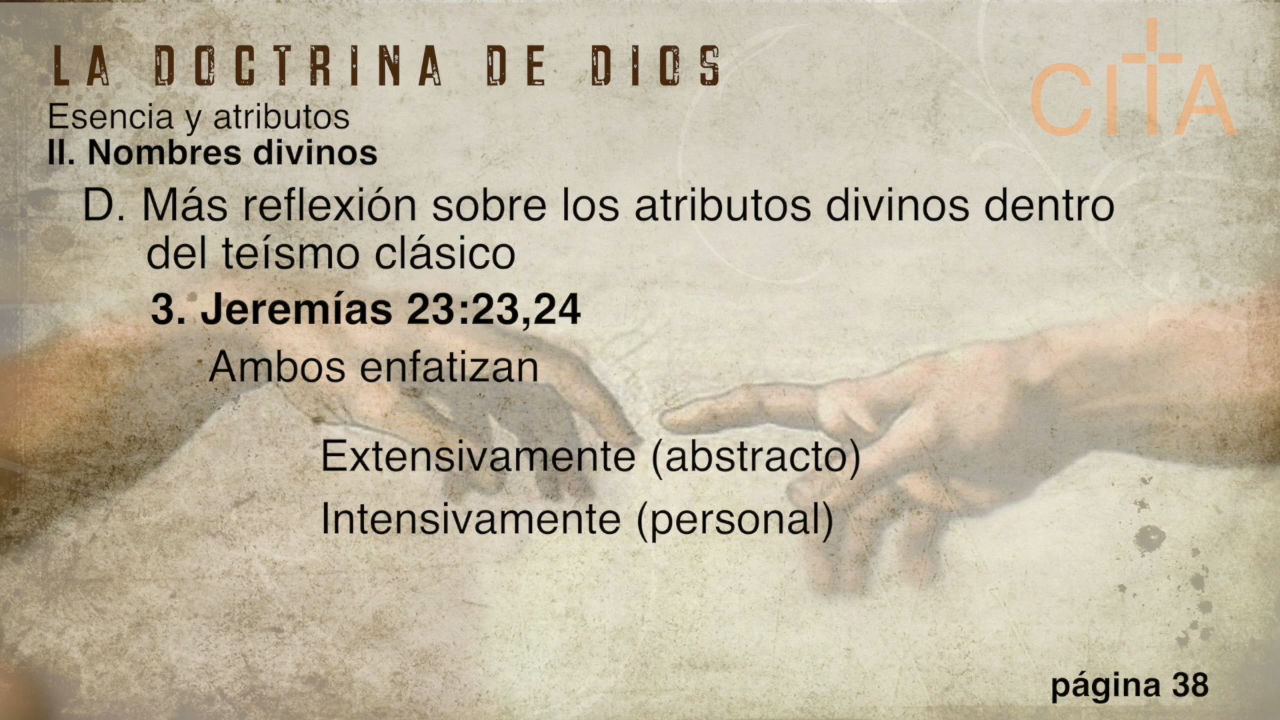 LA DOCTRINA DE DIOS
CITA
Esencia y atributos
II. Nombres divinos
D. Más reflexión sobre los atributos divinos dentro
del teísmo clásico
3. Jeremías 23:23,24
Ambos enfatizan
Extensivamente (abstracto)
Intensivamente (personal)
página 38